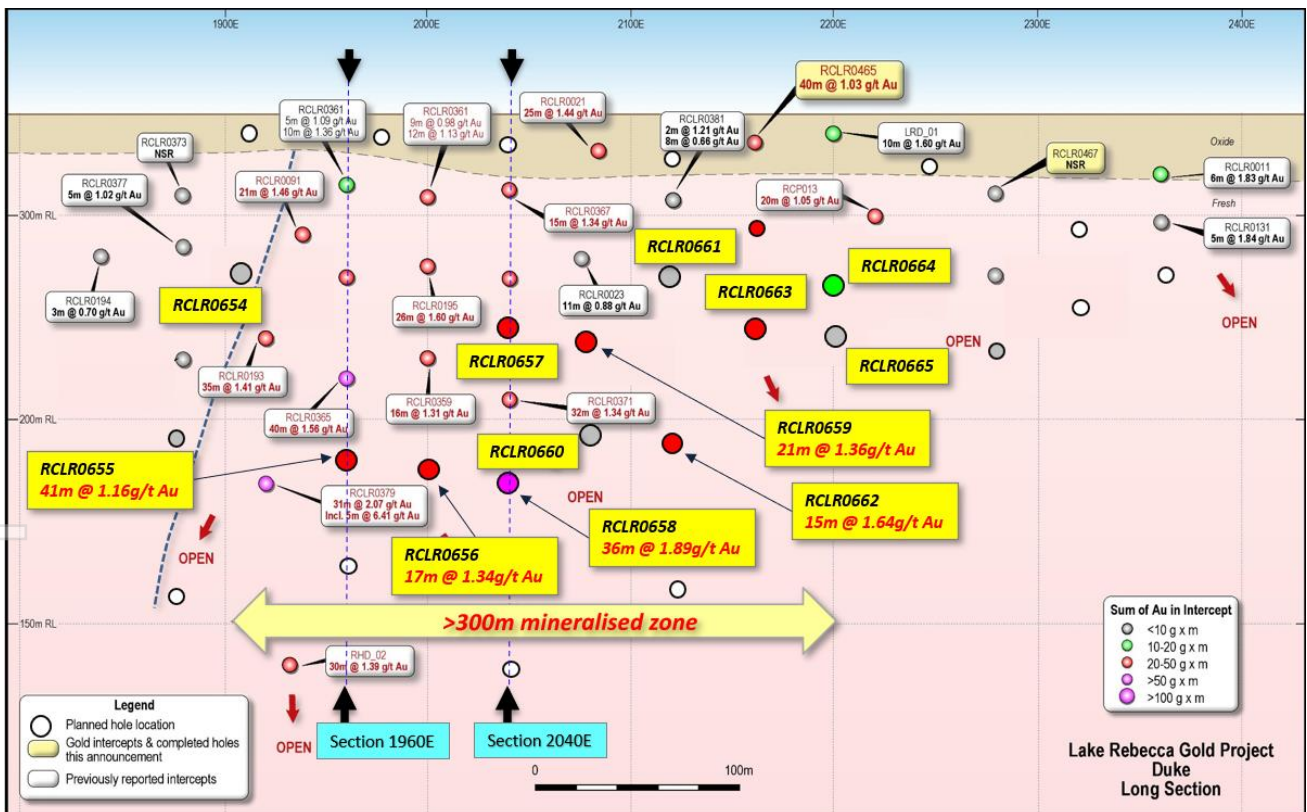 1900E
2000E
2100E
2200E
2300E
2400E
RCLR0465
40m @ 1.03 g/t Au
RCLR0361
5m @ 1.09 g/t Au
10m @ 1.36 g/t Au
RCLR0361
9m @ 0.98 g/t Au
12m @ 1.13 g/t Au
RCLR0021
25m @ 1.44 g/t Au
RCLR0381
2m @ 1.21 g/t Au
8m @ 0.66 g/t Au
LRD_01
10m @ 1.60 g/t Au
Oxide
RCLR0373
NSR
RCLR0467
NSR
RCLR0377
5m @ 1.02 g/t Au
RCLR0091
21m @ 1.46 g/t Au
RCP013
20m @ 1.05 g/t Au
RCLR0011
6m @ 1.83 g/t Au
Fresh
300m RL
RCLR0367
15m @ 1.34 g/t Au
RCLR0131
5m @ 1.84 g/t Au
RCLR0661
RCLR0664
RCLR0663
RCLR0654
RCLR0194
3m @ 0.70 g/t Au
RCLR0195
26m @ 1.60 g/t Au
RCLR0023
11m @ 0.88 g/t Au
OPEN
OPEN
RCLR0657
RCLR0665
RCLR0193
35m @ 1.41 g/t Au
RCLR0359
16m @ 1.31 g/t Au
RCLR0371
32m @ 1.34 g/t Au
RCLR0365
40m @ 1.56 g/t Au
200m RL
RCLR0659
21m @ 1.36g/t Au
RCLR0660
RCLR0655
41m @ 1.16g/t Au
RCLR0379
31m @ 2.07 g/t Au
Incl. 5m @ 6.41 g/t Au
OPEN
RCLR0662
15m @ 1.64g/t Au
RCLR0658
36m @ 1.89g/t Au
RCLR0656
17m @ 1.34g/t Au
OPEN
>300m mineralised zone
150m RL
Sum of Au in Intercept
<10 g x m
10-20 g x m
20-50 g x m
>50 g x m
>100 g x m
RHD_02
30m @ 1.39 g/t Au
OPEN
Legend
Planned hole location
Gold intercepts & completed holes
this announcement
Previously reported intercepts
Section 1960E
Section 2040E
0
100m
Lake Rebecca Gold Project
Duke
Long Section